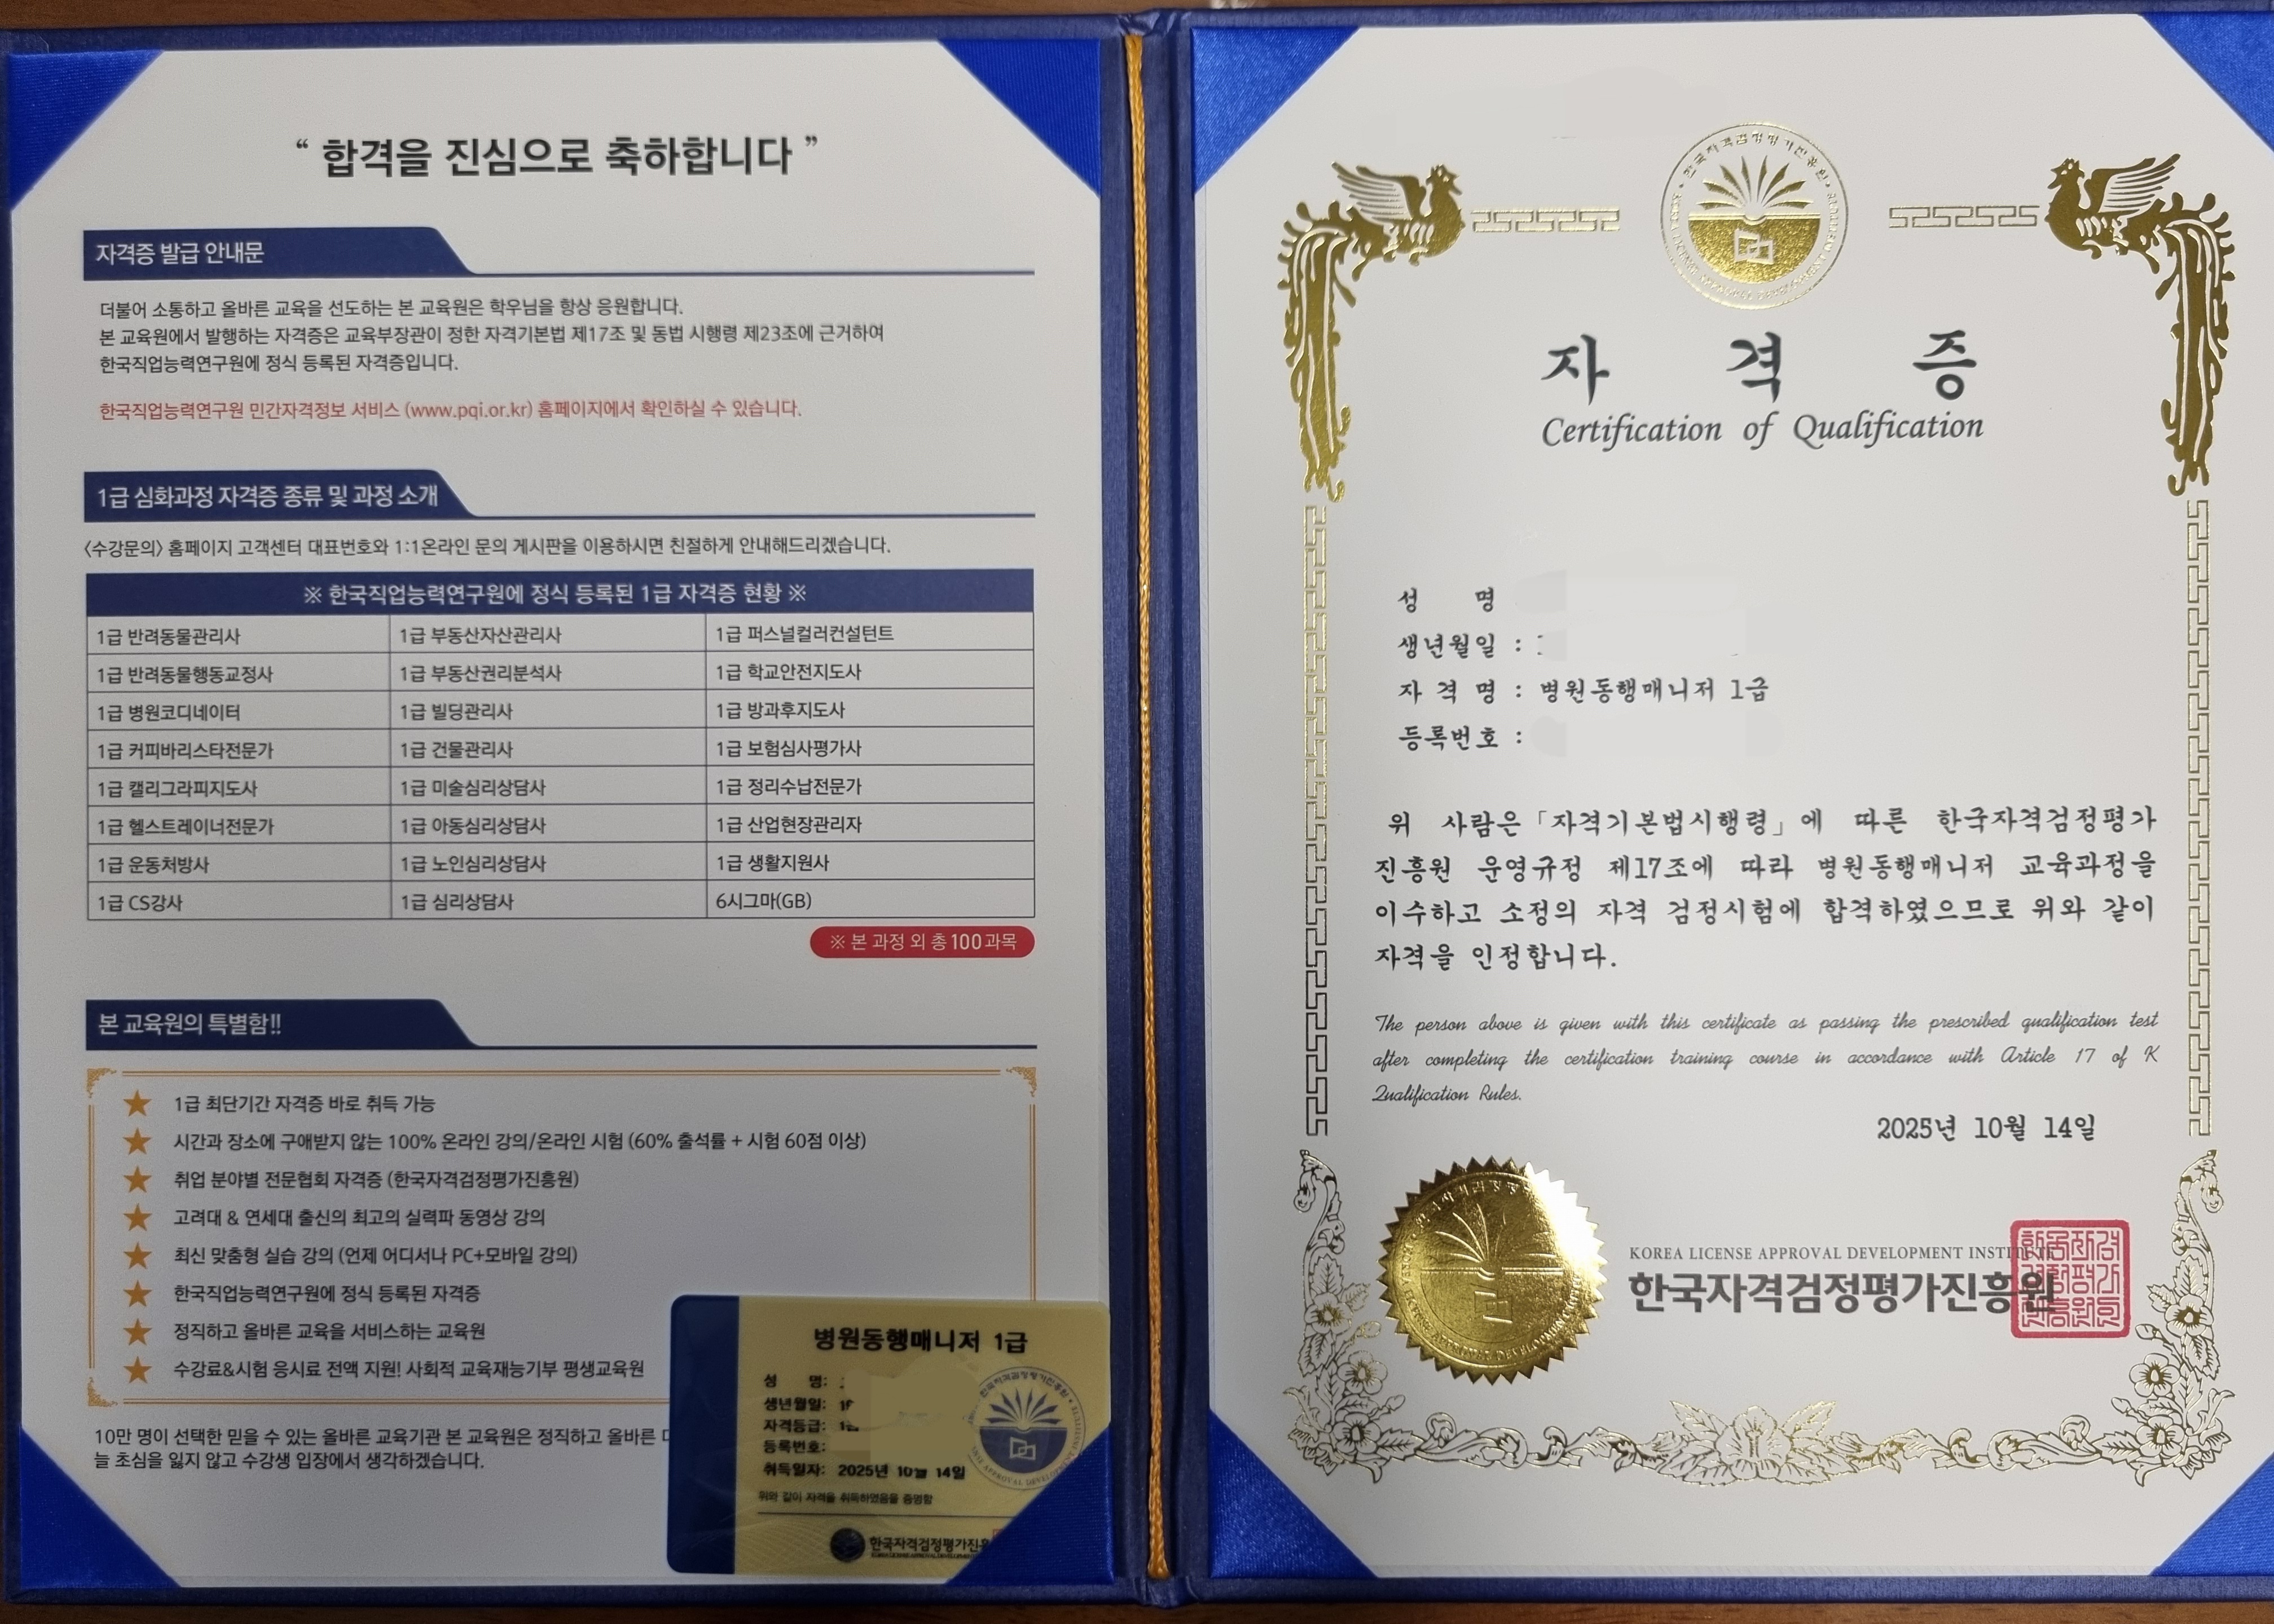 “ 합격을 진심으로 축하합니다 ”
자격증 발급 안내문
더불어 소통하고 올바른 교육을 선도하는 본 교육원은 학우님을 항상 응원합니다.
본 교육원에서 발행하는 자격증은 교육부장관이 정한 자격기본법 제17조 및 동법 시행령 제23조에 근거하여
한국직업능력연구원에 정식 등록된 자격증입니다.
한국직업능력연구원 민간자격정보 서비스 (www.pqi.or.kr) 홈페이지에서 확인하실 수 있습니다.
1급 심화과정 자격증 종류 및 과정 소개
<수강문의> 홈페이지 고객센터 대표번호와 1:1온라인 문의 게시판을 이용하시면 친절하게 안내해드리겠습니다.
※ 한국직업능력연구원에 정식 등록된 1급 자격증 현황 ※
1급 반려동물관리사 1급 부동산자산관리사 1급 퍼스널컬러컨설턴트
1급 반려동물행동교정사 1급 부동산권리분석사 1급 학교안전지도사
1급 병원코디네이터 1급 빌딩관리사 1급 방과후지도사
1급 커피바리스타전문가 1급 건물관리사 1급 보험심사평가사
1급 캘리그라피지도사 1급 미술심리상담사 1급 정리수납전문가
1급 헬스트레이너전문가 1급 아동심리상담사 1급 산업현장관리자
1급 운동처방사 1급 노인심리상담사 1급 생활지원사
1급 CS강사 1급 심리상담사 6시그마(GB)
※ 본 과정 외 총 100과목
본 교육원의 특별함!!
★ 1급 최단기간 자격증 바로 취득 가능
★ 시간과 장소에 구애받지 않는 100% 온라인 강의/온라인 시험 (60% 출석률 + 시험 60점 이상)
★ 취업 분야별 전문협회 자격증 (한국자격검정평가진흥원)
★ 고려대 & 연세대 출신의 최고의 실력파 동영상 강의
★ 최신 맞춤형 실습 강의 (언제 어디서나 PC+모바일 강의)
★ 한국직업능력연구원에 정식 등록된 자격증
★ 정직하고 올바른 교육을 서비스하는 교육원
★ 수강료&시험 응시료 전액 지원! 사회적 교육재능기부 평생교육원
10만 명이 선택한 믿을 수 있는 올바른 교육기관 본 교육원은 정직하고 올바른
늘 초심을 잃지 않고 수강생 입장에서 생각하겠습니다.
병원동행매니저 1급
성 명:
생년월일:
자격등급: 1급
등록번호:
취득일자: 2025년 10월 14일
위와 같이 자격을 취득하였음을 증명함
한국자격검정평가진흥
자 격 증
Certification of Qualification
성 명
생년월일 :
자 격 명 : 병원동행매니저 1급
등록번호 :
위 사람은 「자격기본법시행령」에 따른 한국자격검정평가
진흥원 운영규정 제17조에 따라 병원동행매니저 교육과정을
이수하고 소정의 자격 검정시험에 합격하였으므로 위와 같이
자격을 인정합니다.
The person above is given with this certificate as passing the prescribed qualification test
after completing the certification training course in accordance with Article 17 of K
Qualification Rules.
2025년 10월 14일
KOREA LICENSE APPROVAL DEVELOPMENT INSTITUTE
한국자격검정평가진흥원